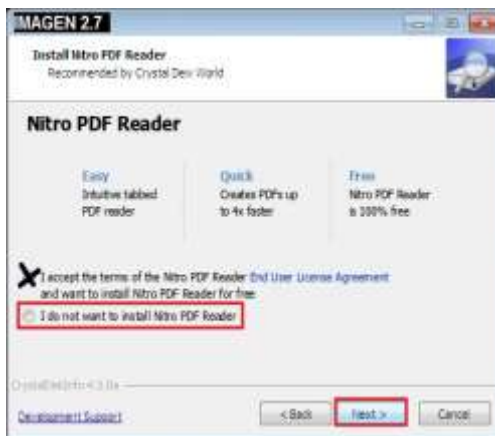 IMAGEN 2.7
Install Nitro PDF Reader
Recommended by Crystal Dew World
Nitro PDF Reader
Easy
Intuitive tabbed
PDF reader
Quick
Creates PDFs up
to 4x faster
Free
Nitro PDF Reader
is 100% free
I accept the terms of the Nitro PDF Reader End User License Agreement
and want to install Nitro PDF Reader for free
I do not want to install Nitro PDF Reader
Development Support
< Back
Next >
Cancel